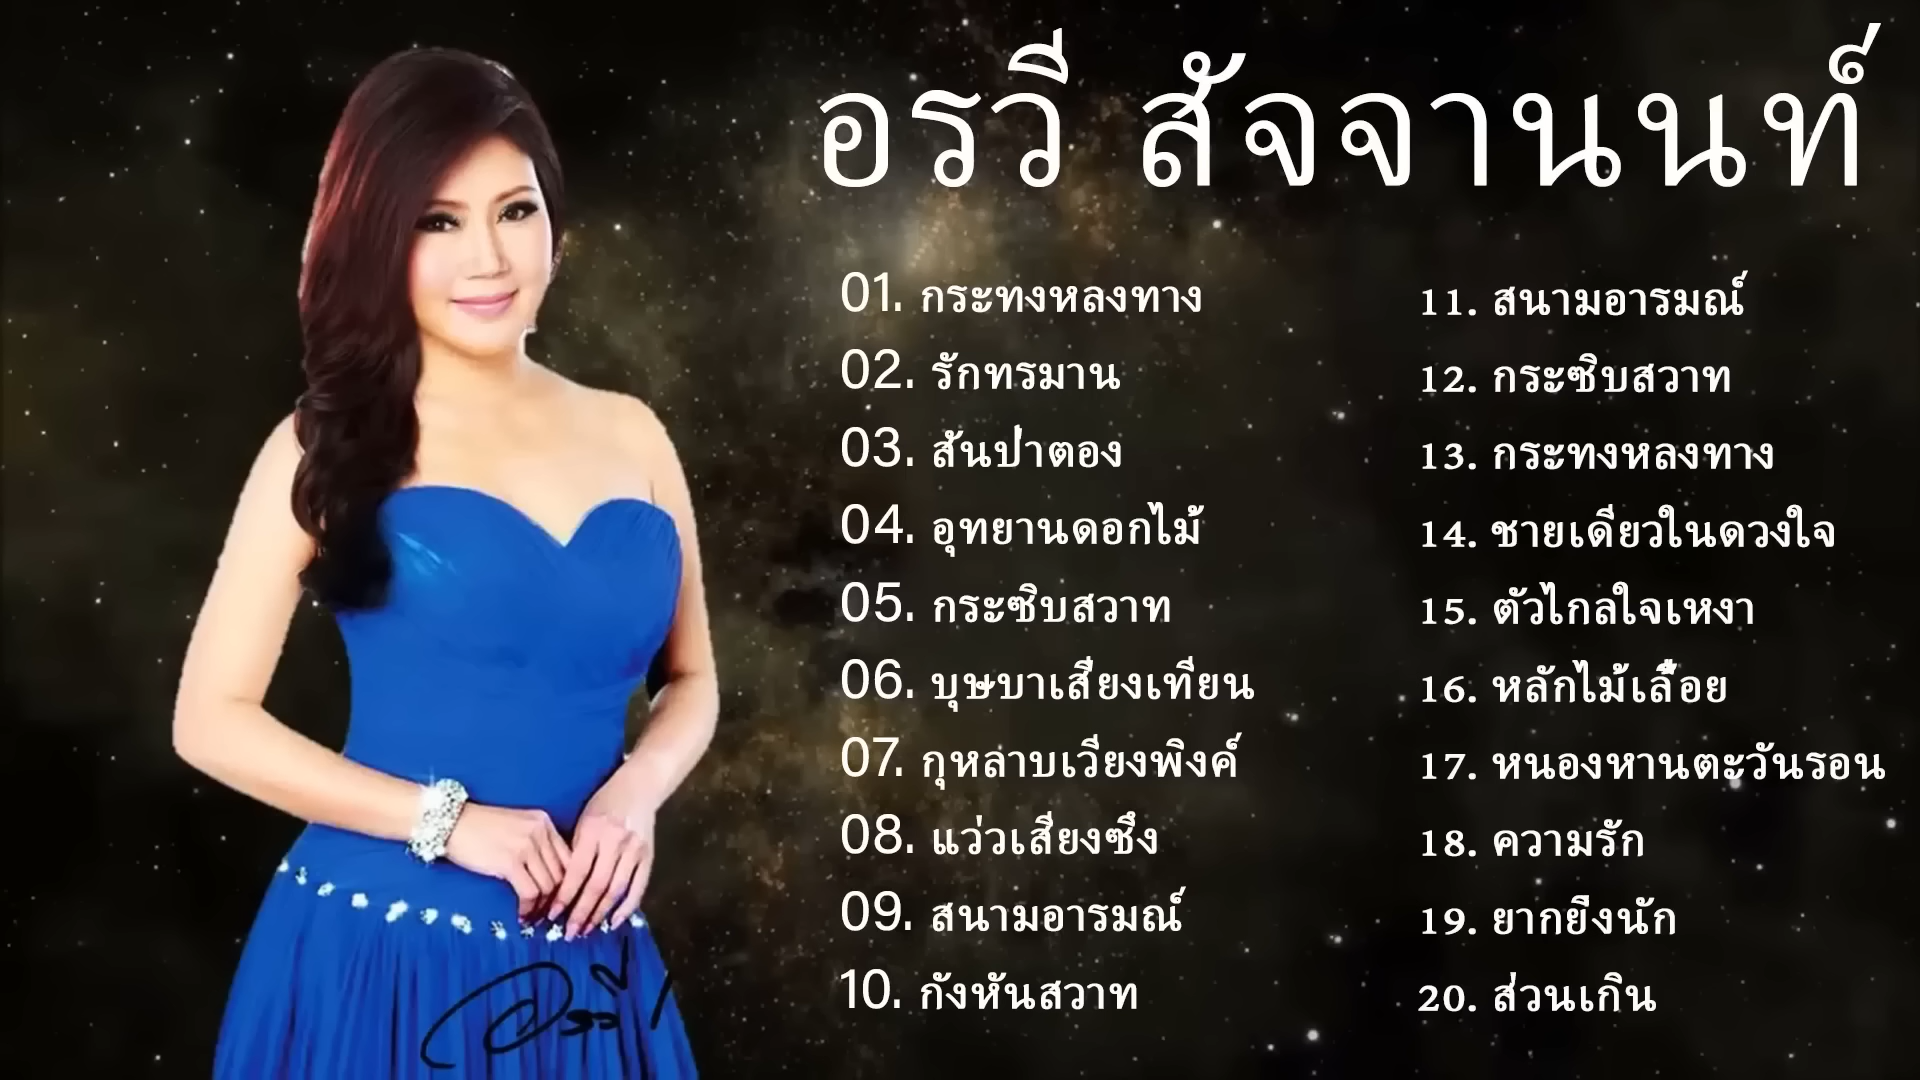 อรวี สัจจานนท์
01. กระทงหลงทาง
02. รักทรมาน
03. สันป่าตอง
04. อุทยานดอกไม้
05. กระซิบสวาท
06. บุษบาเสี่ยงเทียน
07. กุหลาบเวียงพิงค์
08. แว่วเสียงซึง
09. สนามอารมณ์
10. กังหันสวาท
11. สนามอารมณ์
12. กระซิบสวาท
13. กระทงหลงทาง
14. ชายเดียวในดวงใจ
15. ตัวไกลใจเหงา
16. หลักไม้เลื้อย
17. หนองหานตะวันรอน
18. ความรัก
19. ยากยิ่งนัก
20. ส่วนเกิน
อรวี